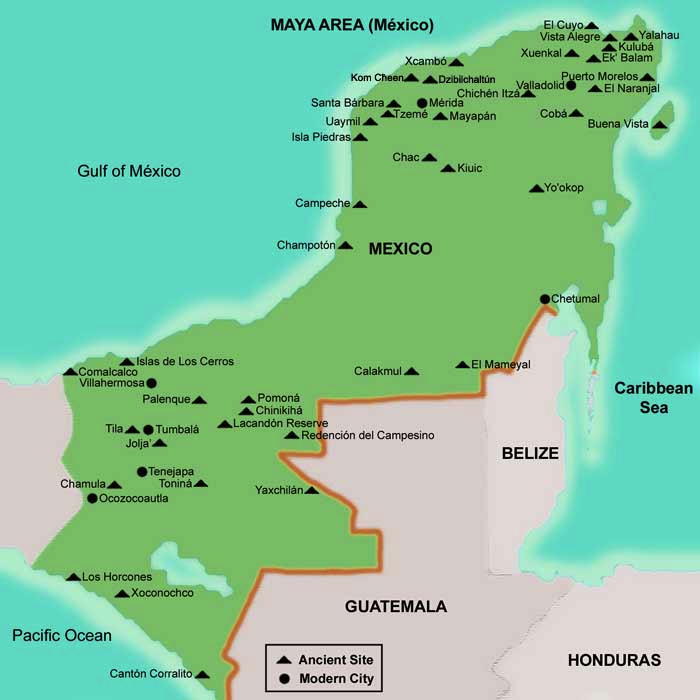 MAYA AREA (México)
El Cuyo
Vista Alegre
Yalahau
Kulubá
Xuenkal
Ek' Balam
Xcambó
Kom Cheen
Dzibilchaltún
Puerto Morelos
Valladolid
El Naranjal
Chichén Itzá
Santa Bárbara
Mérida
Tzemé
Mayapán
Cobá
Uaymil
Buena Vista
Isla Piedras
Chac
Kiuic
Gulf of México
Yo'okop
Campeche
Champotón
MEXICO
Chetumal
Islas de Los Cerros
Comalcalco
Villahermosa
Calakmul
El Mameyal
Caribbean
Sea
Palenque
Pomoná
Chinikihá
Lacandón Reserve
Tila
Tumbalá
Redención del Campesino
Jolja'
BELIZE
Tenejapa
Chamula
Toniná
Yaxchilán
Ocozocoautla
Los Horcones
Xoconochco
GUATEMALA
Pacific Ocean
Ancient Site
Modern City
HONDURAS
Cantón Corralito